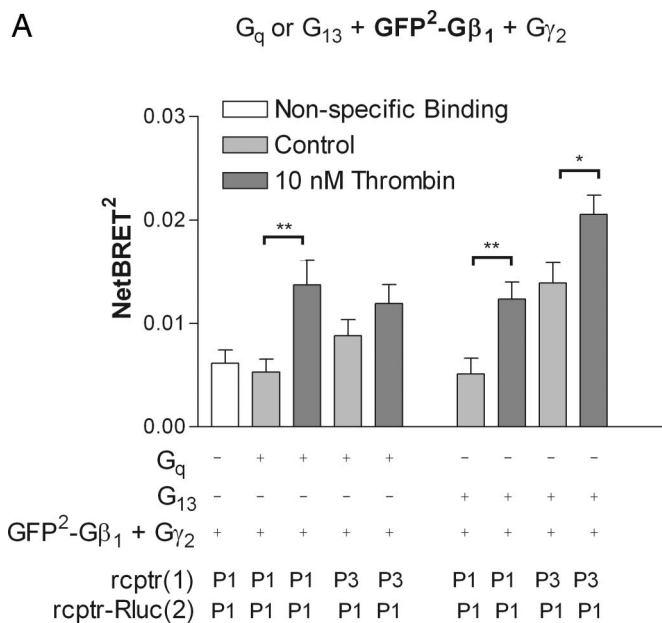 A
Gq or G13 + GFP²-Gβ1 + Gγ2
Non-specific Binding
Control
10 nM Thrombin
NetBRET²
0.03
0.02
0.01
0.00
**
**
*
Gq - + + + + - - - -
G13 - - - - - + + + +
GFP²-Gβ1 + Gγ2 + + + + + + + + +
rcptr(1) P1 P1 P1 P3 P3 P1 P1 P3 P3
rcptr-Rluc(2) P1 P1 P1 P1 P1 P1 P1 P1 P1